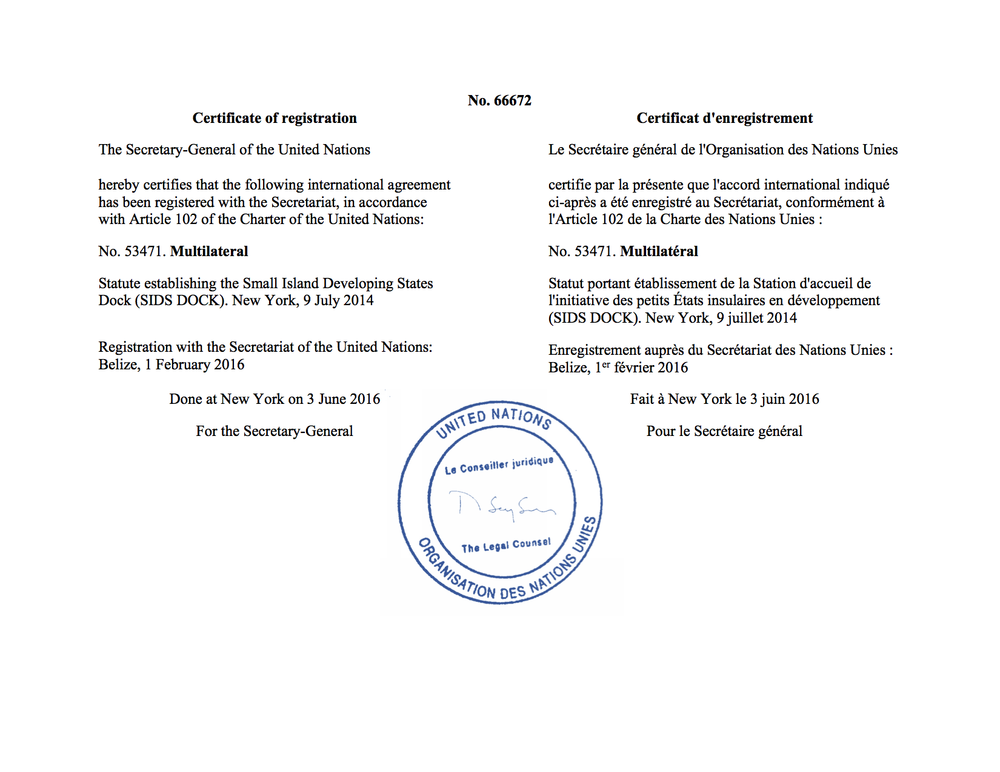 No. 66672
Certificate of registration
The Secretary-General of the United Nations
hereby certifies that the following international agreement
has been registered with the Secretariat, in accordance
with Article 102 of the Charter of the United Nations:
No. 53471. Multilateral
Statute establishing the Small Island Developing States
Dock (SIDS DOCK). New York, 9 July 2014
Registration with the Secretariat of the United Nations:
Belize, 1 February 2016
Done at New York on 3 June 2016
For the Secretary-General
Certificat d'enregistrement
Le Secrétaire général de l'Organisation des Nations Unies
certifie par la présente que l'accord international indiqué
ci-après a été enregistré au Secrétariat, conformément à
l'Article 102 de la Charte des Nations Unies :
No. 53471. Multilatéral
Statut portant établissement de la Station d'accueil de
l'initiative des petits États insulaires en développement
(SIDS DOCK). New York, 9 juillet 2014
Enregistrement auprès du Secrétariat des Nations Unies :
Belize, 1er février 2016
Fait à New York le 3 juin 2016
Pour le Secrétaire général
UNITED NATIONS
Le Conseiller juridique
The Legal Counsel
ORGANISATION DES NATIONS UNIES